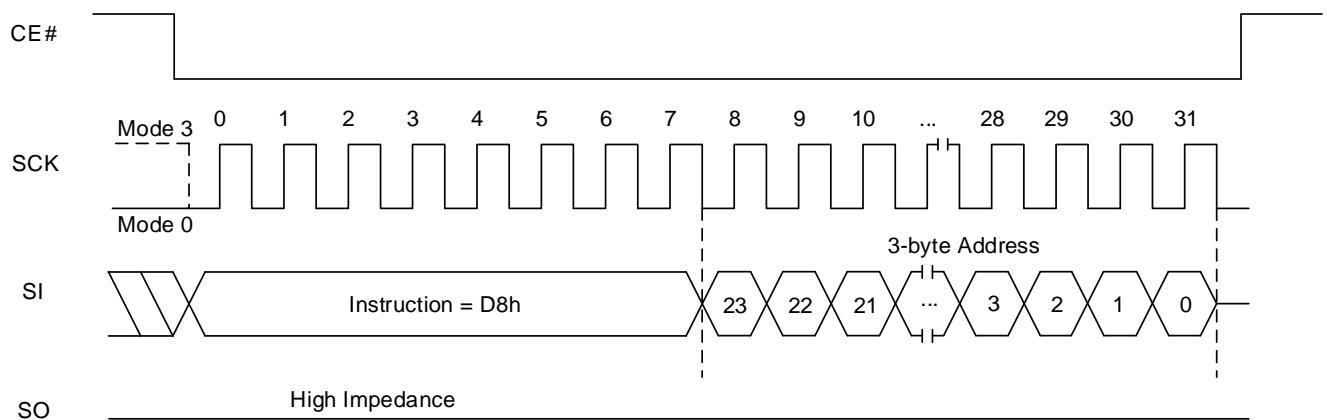 CE#
Mode 3
0 1 2 3 4 5 6 7 8 9 10 ... 28 29 30 31
SCK
Mode 0
3-byte Address
SI
Instruction = D8h
23 22 21 ... 3 2 1 0
High Impedance
SO